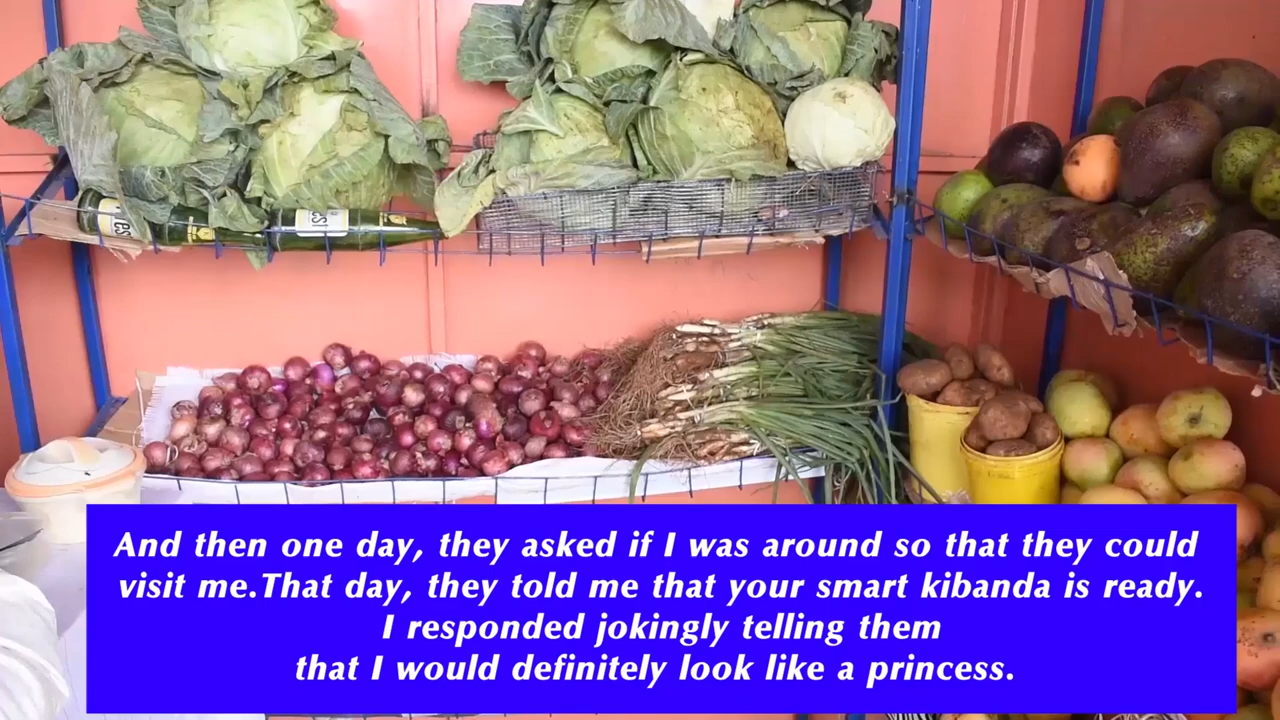 And then one day, they asked if I was around so that they could
visit me.That day, they told me that your smart kibanda is ready.
I responded jokingly telling them
that I would definitely look like a princess.